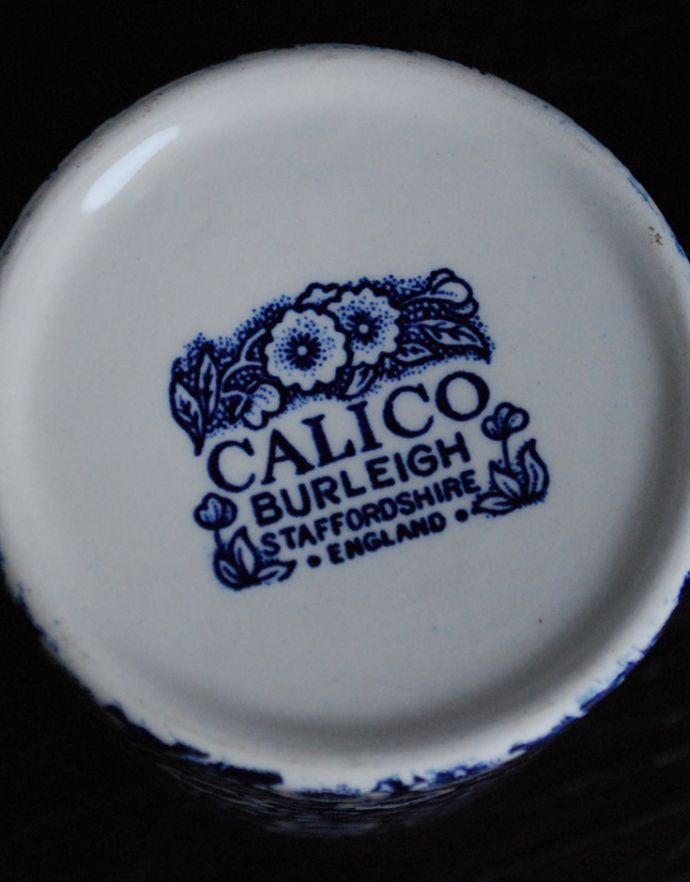 CALICO
BURLEIGH
STAFFORDSHIRE
• ENGLAND •